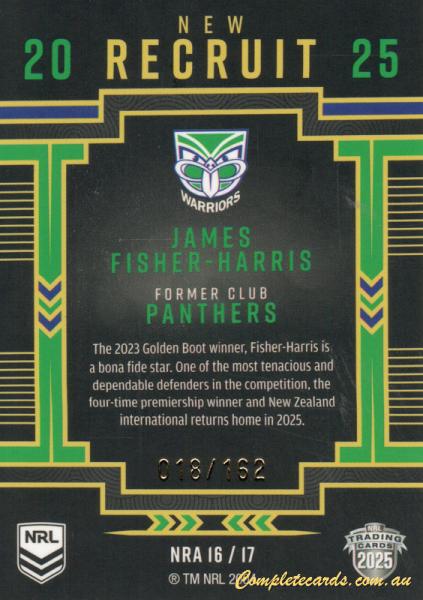 NEW
20 RECRUIT 25
WARRIORS
JAMES
FISHER-HARRIS
FORMER CLUB
PANTHERS
The 2023 Golden Boot winner, Fisher-Harris is
a bona fide star. One of the most tenacious and
dependable defenders in the competition, the
four-time premiership winner and New Zealand
international returns home in 2025.
018/162
NRL
NRA 16 / 17
NRL
TRADING
CARDS
2025
® TM NRL
Completecards.com.au